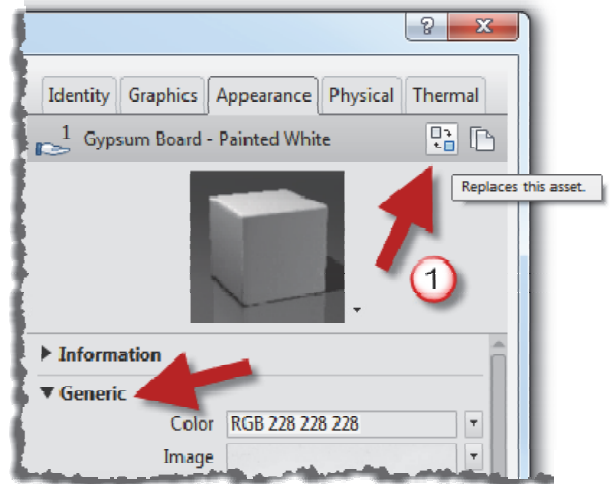 ?
X
Identity Graphics Appearance Physical Thermal
1 Gypsum Board - Painted White
Replaces this asset.
1
Information
Generic
Color RGB 228 228 228
Image